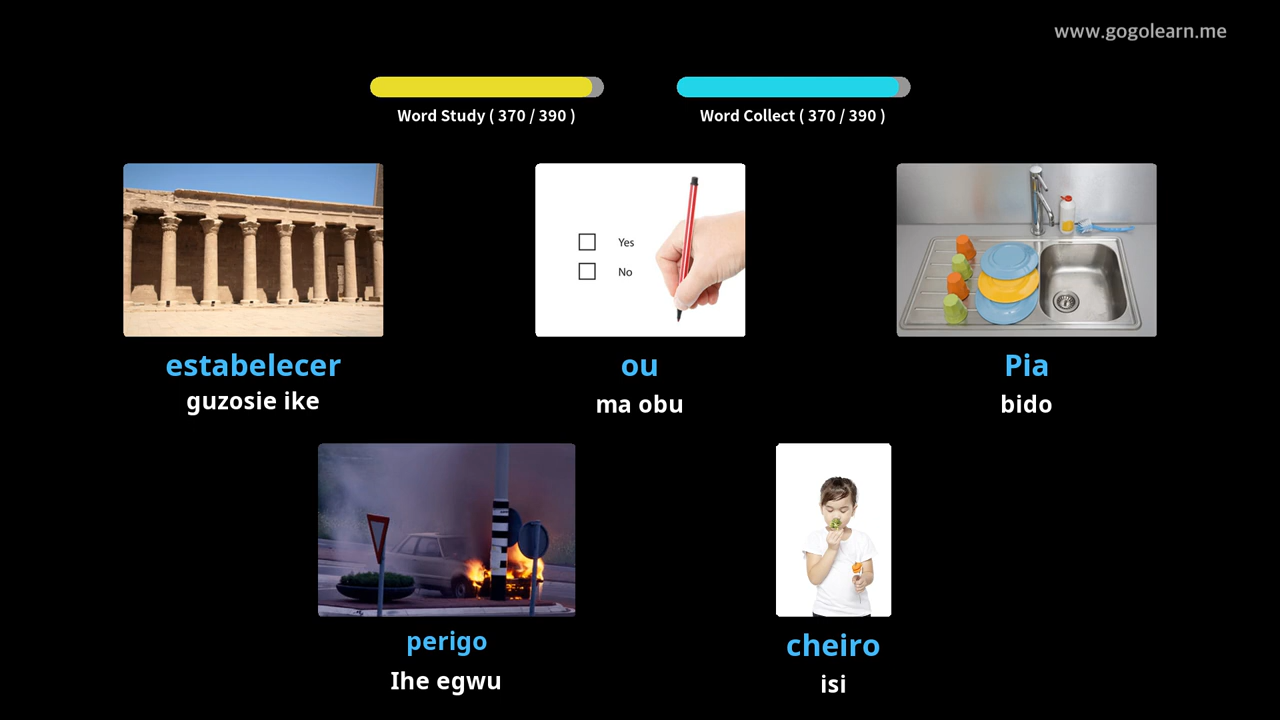 www.gogolearn.me
Word Study ( 370 / 390 )
Word Collect ( 370 / 390 )
Yes
No
estabelecer
guzosie ike
ou
ma obu
Pia
bido
perigo
Ihe egwu
cheiro
isi